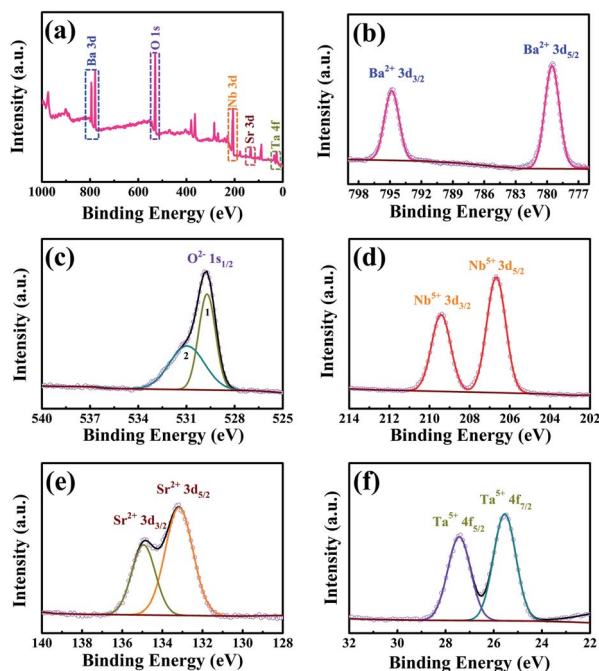 (a)
Ba 3d
O 1s
Nb 3d
Sr 3d
Ta 4f
Intensity (a.u.)
1000 800 600 400 200 0
Binding Energy (eV)
(b)
Ba²⁺ 3d₃/₂
Ba²⁺ 3d₅/₂
Intensity (a.u.)
798 795 792 789 786 783 780 777
Binding Energy (eV)
(c)
O²⁻ 1s₁/₂
1
2
Intensity (a.u.)
540 537 534 531 528 525
Binding Energy (eV)
(d)
Nb⁵⁺ 3d₃/₂
Nb⁵⁺ 3d₅/₂
Intensity (a.u.)
214 212 210 208 206 204 202
Binding Energy (eV)
(e)
Sr²⁺ 3d₃/₂
Sr²⁺ 3d₅/₂
Intensity (a.u.)
140 138 136 134 132 130 128
Binding Energy (eV)
(f)
Ta⁵⁺ 4f₅/₂
Ta⁵⁺ 4f₇/₂
Intensity (a.u.)
32 30 28 26 24 22
Binding Energy (eV)